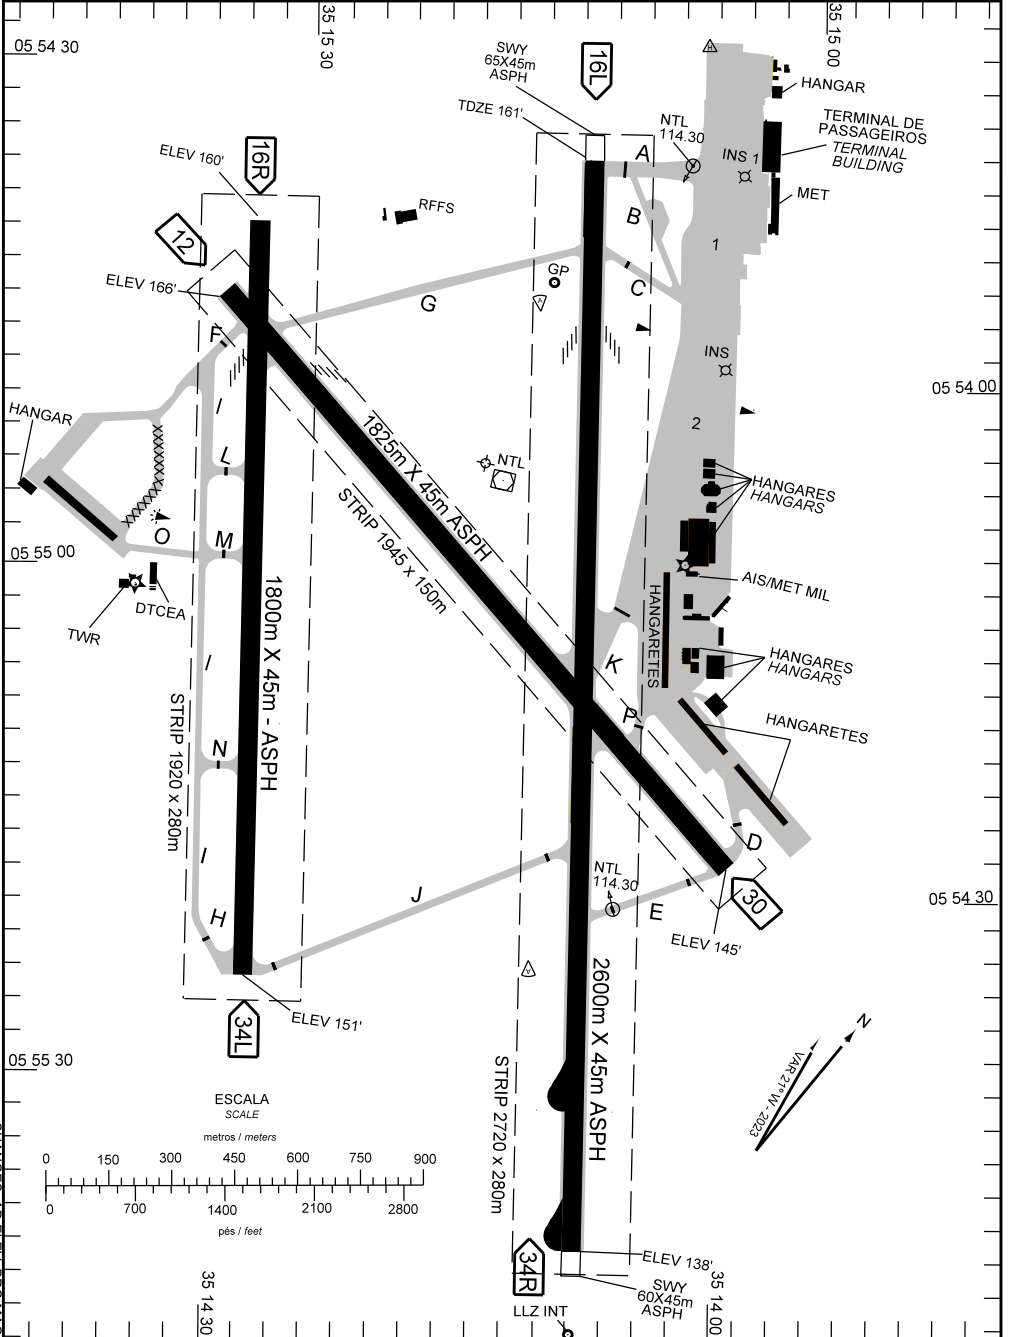 05 54 30
35 15 30
35 15 00
SWY
65X45m
ASPH
16L
TDZE 161'
HANGAR
TERMINAL DE
PASSAGEIROS
TERMINAL
BUILDING
NTL
114.30
INS 1
A
MET
ELEV 160'
16R
RFFS
B
12
1
GP
C
ELEV 166'
G
F
INS
05 54 00
HANGAR
I
2
1825m X 45m ASPH
L
NTL
HANGARES
HANGARS
STRIP 1945 x 150m
O
M
05 55 00
AIS/MET MIL
DTCEA
TWR
1800m X 45m - ASPH
HANGARETES
K
I
HANGARES
HANGARS
P
STRIP 1920 x 280m
N
HANGARETES
D
I
J
NTL
114.30
30
05 54 30
E
H
ELEV 145'
2600m X 45m ASPH
34L
ELEV 151'
N
VAR 21°W - 2023
05 55 30
STRIP 2720 x 280m
ESCALA
SCALE
metros / meters
0 150 300 450 600 750 900
0 700 1400 2100 2800
pés / feet
34R
ELEV 138'
SWY
60X45m
ASPH
LLZ INT
35 14 30
35 14 00